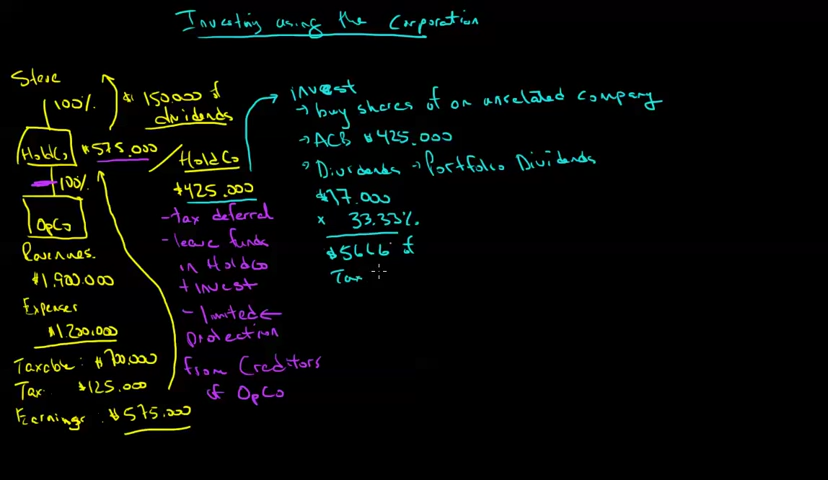 Investing using the Corporation
Steve
100%
$150.000 of
dividends
HoldCo
$575.000
100%
OpCo
Revenues
$1,900.000
Expenses
$1.200.000
Taxable: $700.000
Tax: $125.000
Earnings: $575.000
HoldCo
$425.000
-tax deferral
-leave funds
in HoldCo
+ invest
- limited
protection
from Creditors
of OpCo
invest
→ buy shares of an unrelated company
→ ACB $425.000
→ Dividends → Portfolio Dividends
$17.000
x 33.33%
$5666 of
Tax